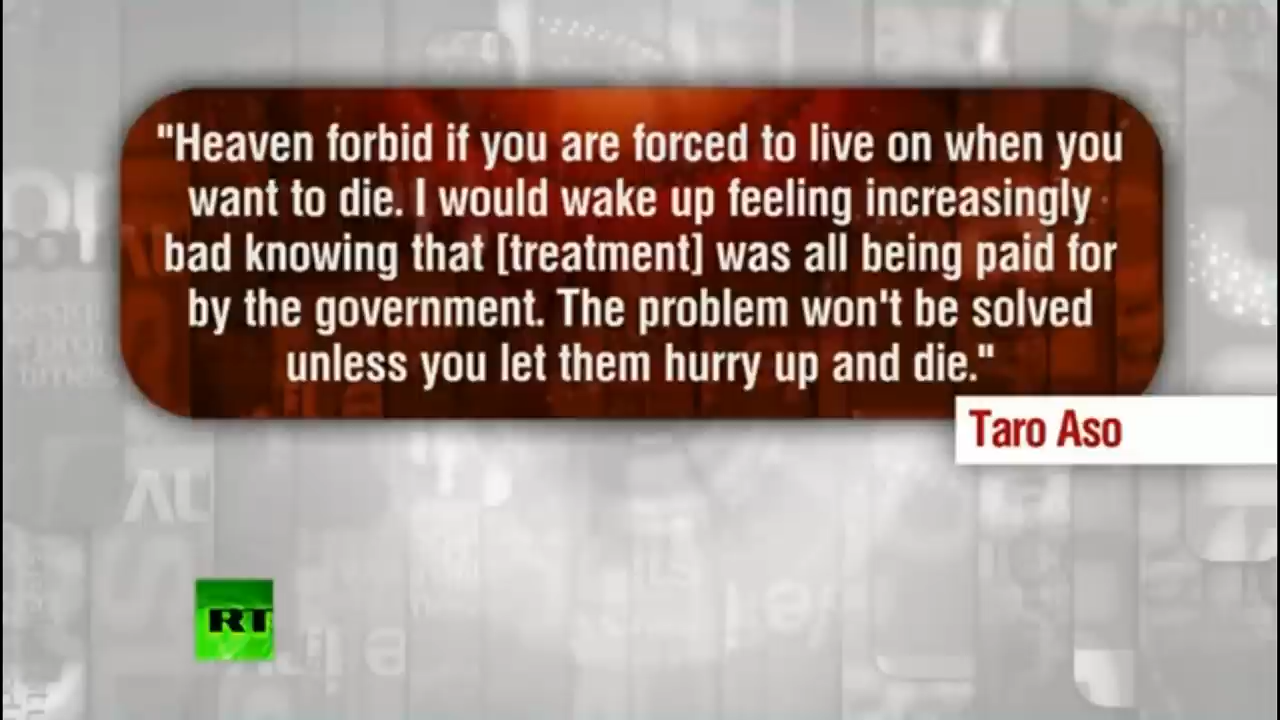 "Heaven forbid if you are forced to live on when you
want to die. I would wake up feeling increasingly
bad knowing that [treatment] was all being paid for
by the government. The problem won't be solved
unless you let them hurry up and die."
Taro Aso
RT